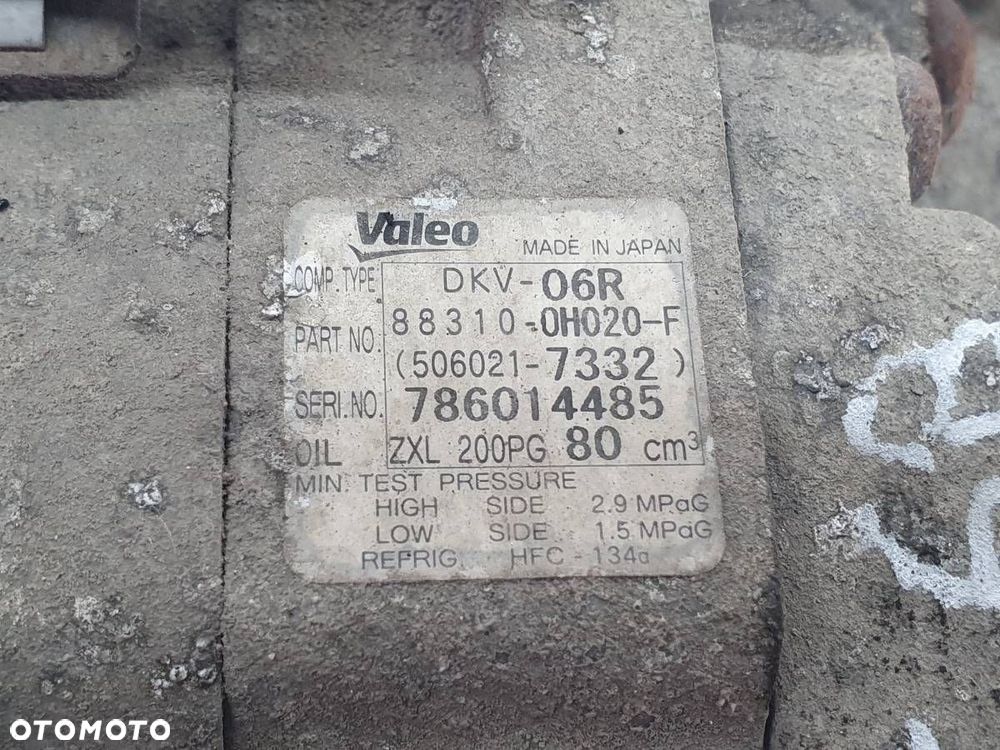 Valeo
MADE IN JAPAN
COMP. TYPE DKV-06R
PART NO. 88310-0H020-F
(506021-7332)
SERI.NO. 786014485
OIL ZXL 200PG 80 cm³
MIN. TEST PRESSURE
HIGH SIDE 2.9 MPaG
LOW SIDE 1.5 MPaG
REFRIG. HFC-134a
OTOMOTO